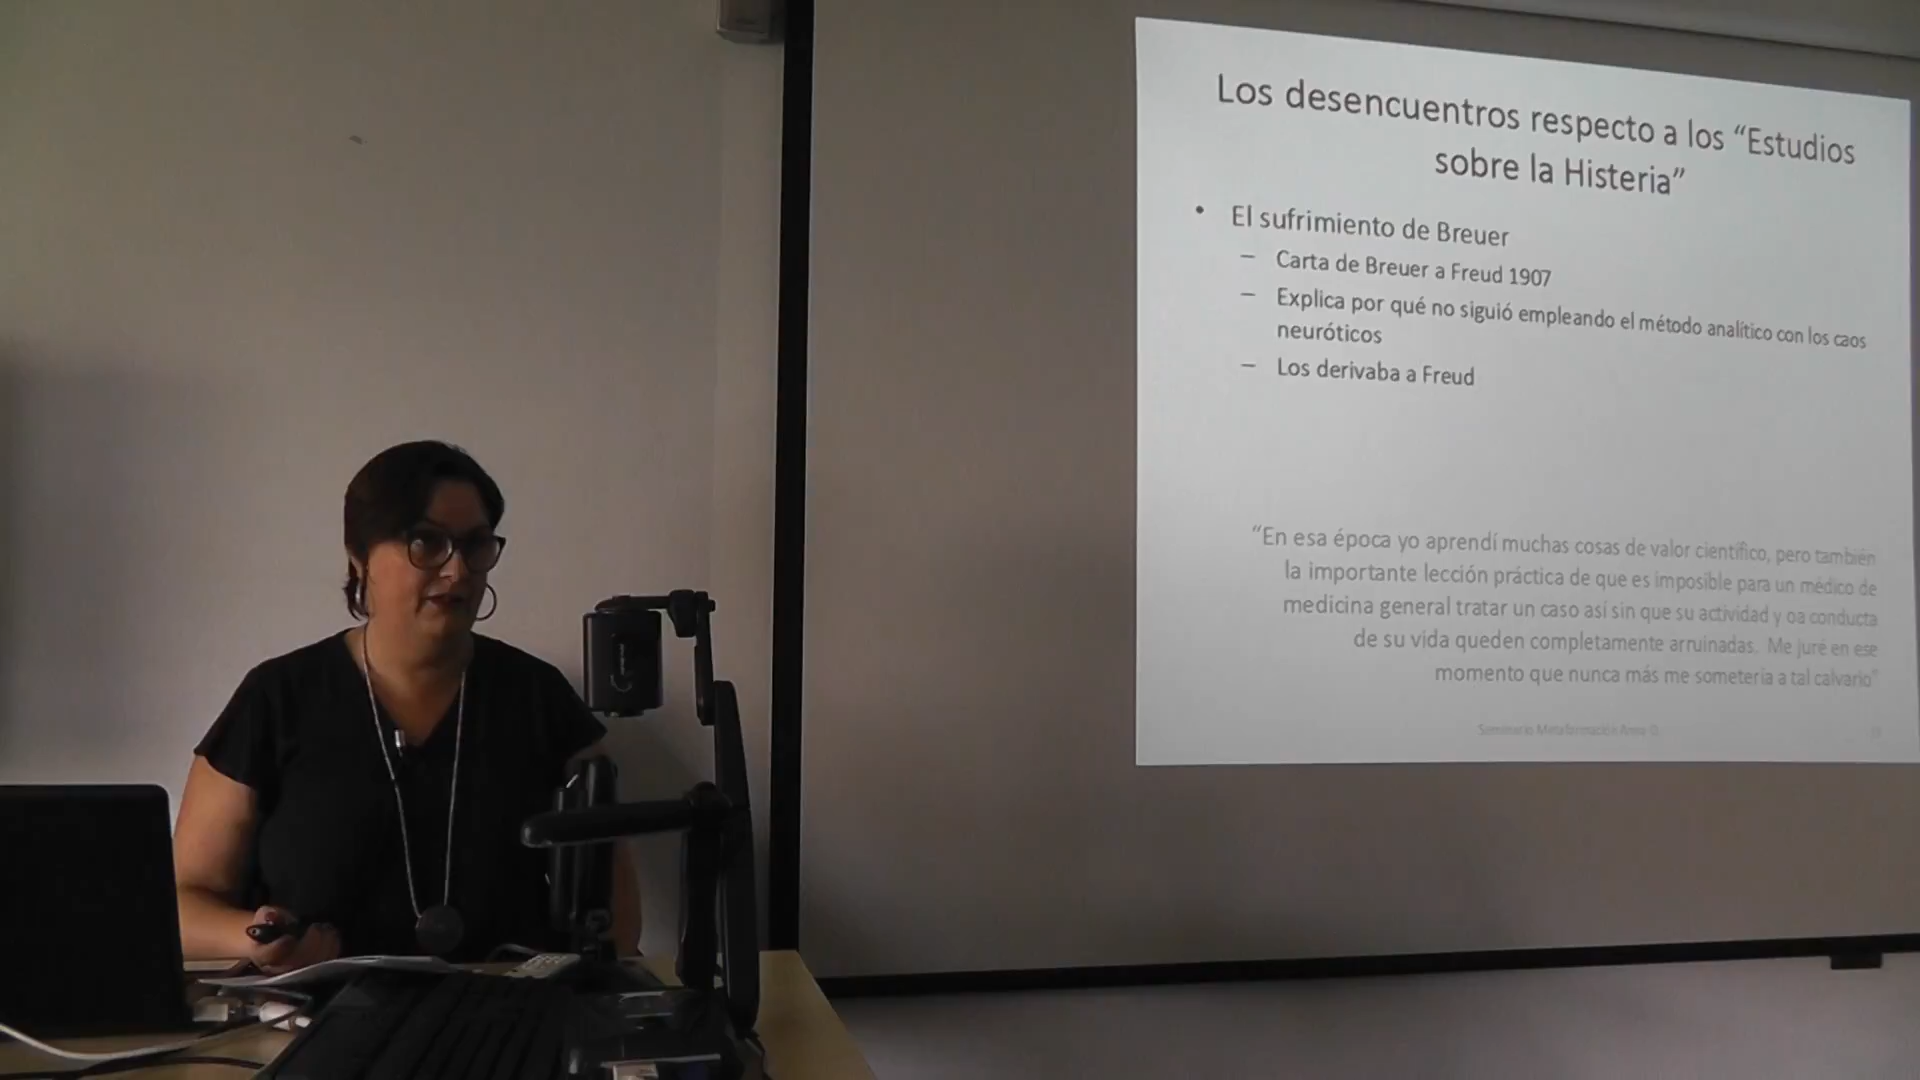 Los desencuentros respecto a los “Estudios
sobre la Histeria”
• El sufrimiento de Breuer
– Carta de Breuer a Freud 1907
– Explica por qué no siguió empleando el método analítico con los caos
neuróticos
– Los derivaba a Freud
“En esa época yo aprendí muchas cosas de valor científico, pero también
la importante lección práctica de que es imposible para un médico de
medicina general tratar un caso así sin que su actividad y oa conducta
de su vida queden completamente arruinadas. Me juré en ese
momento que nunca más me sometería a tal calvario”
Seminario Metaformación Anna O.